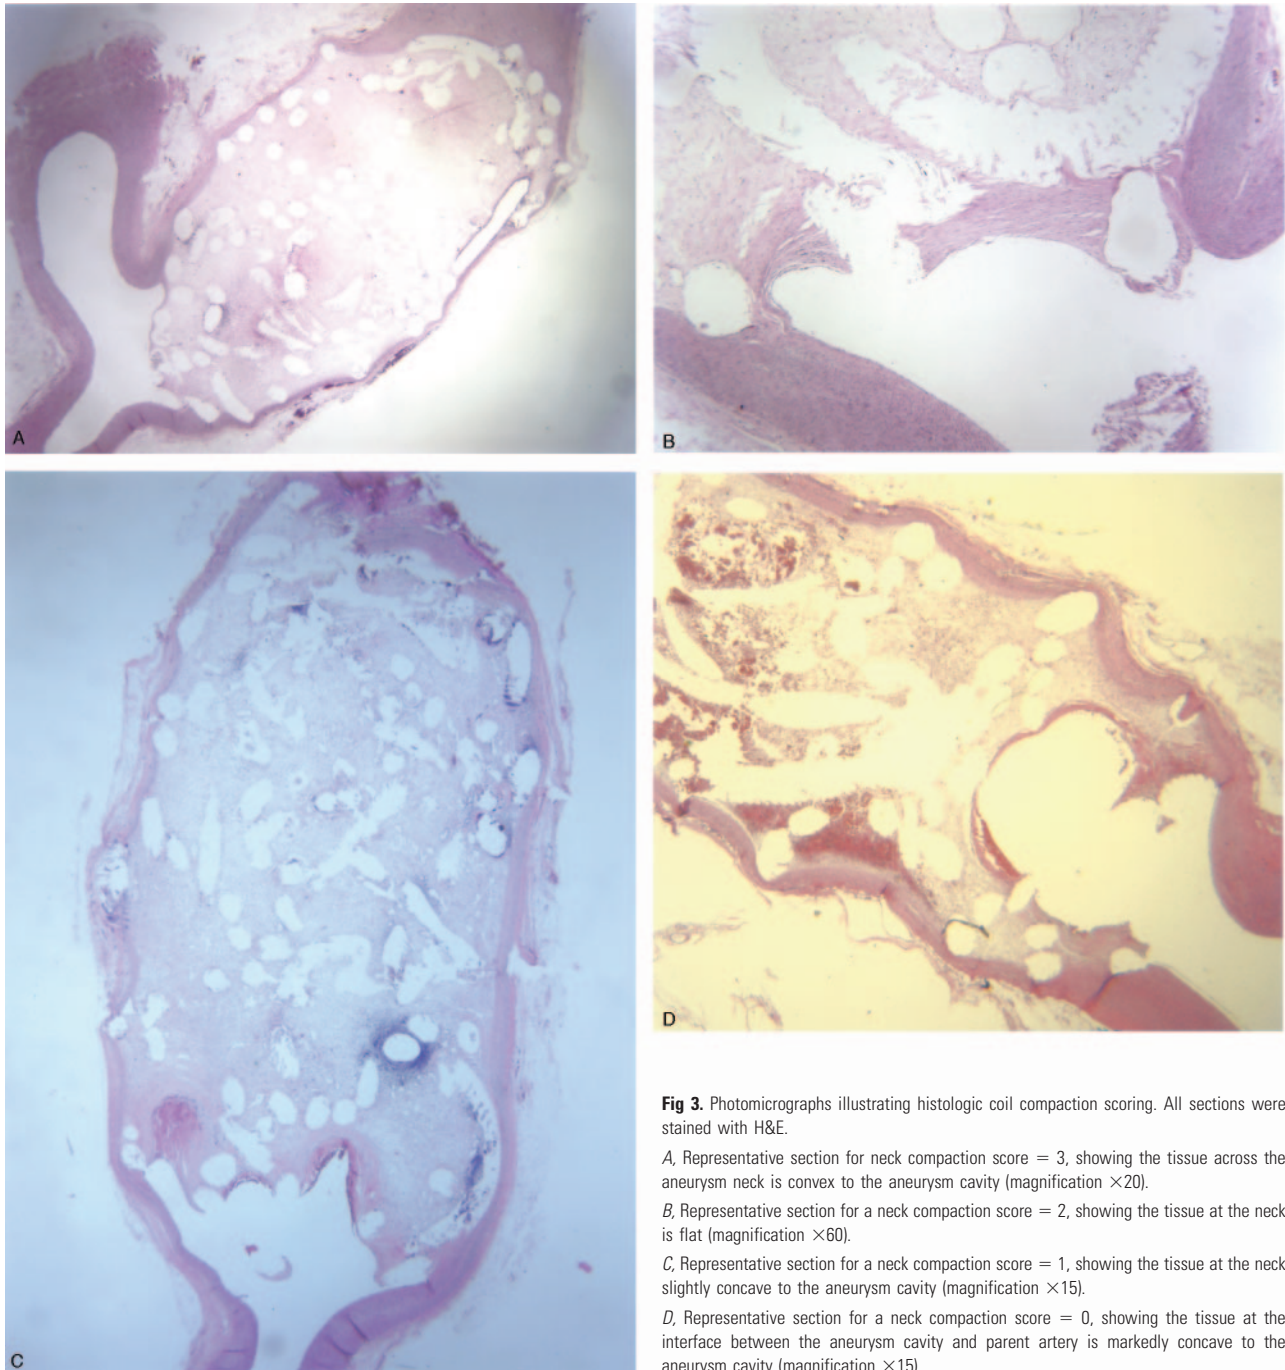 A
B
C
D
Fig 3. Photomicrographs illustrating histologic coil compaction scoring. All sections were
stained with H&E.
A, Representative section for neck compaction score = 3, showing the tissue across the
aneurysm neck is convex to the aneurysm cavity (magnification ×20).
B, Representative section for a neck compaction score = 2, showing the tissue at the neck
is flat (magnification ×60).
C, Representative section for a neck compaction score = 1, showing the tissue at the neck
slightly concave to the aneurysm cavity (magnification ×15).
D, Representative section for a neck compaction score = 0, showing the tissue at the
interface between the aneurysm cavity and parent artery is markedly concave to the
aneurysm cavity (magnification ×15).